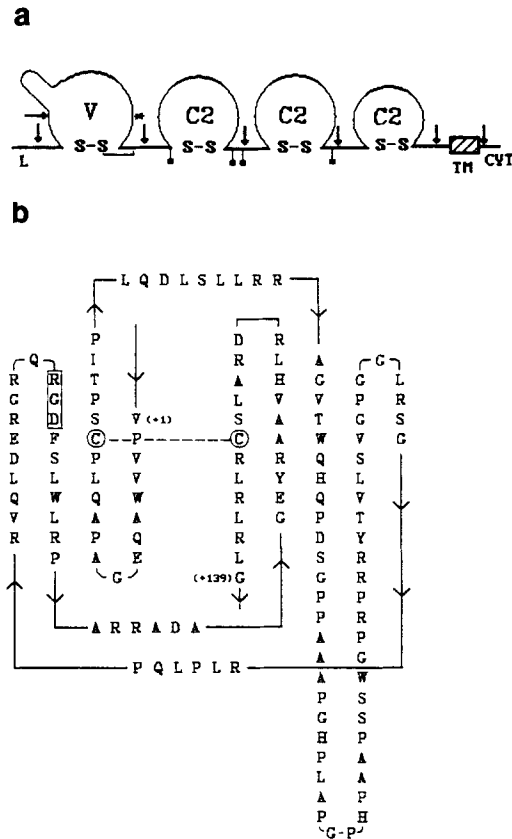 a
V
C2
C2
C2
S-S
S-S
S-S
S-S
L
TM
CYT
b
L Q D L S L L R R
Q
R G R E D L Q V R
R G D F S L W L R P
P I T P S C P L Q A P A
G
V P V V W A Q E
(+1)
D R A L S C R L R L R L G
(+139)
R L H V A A R Y E G
A G V T W Q H Q P D S G P P A A A P G H P L A P
G-P
G P G V S L V T Y R R P R P G W S S P A A P H
G
L R S G
A R R A D A
P Q L P L R